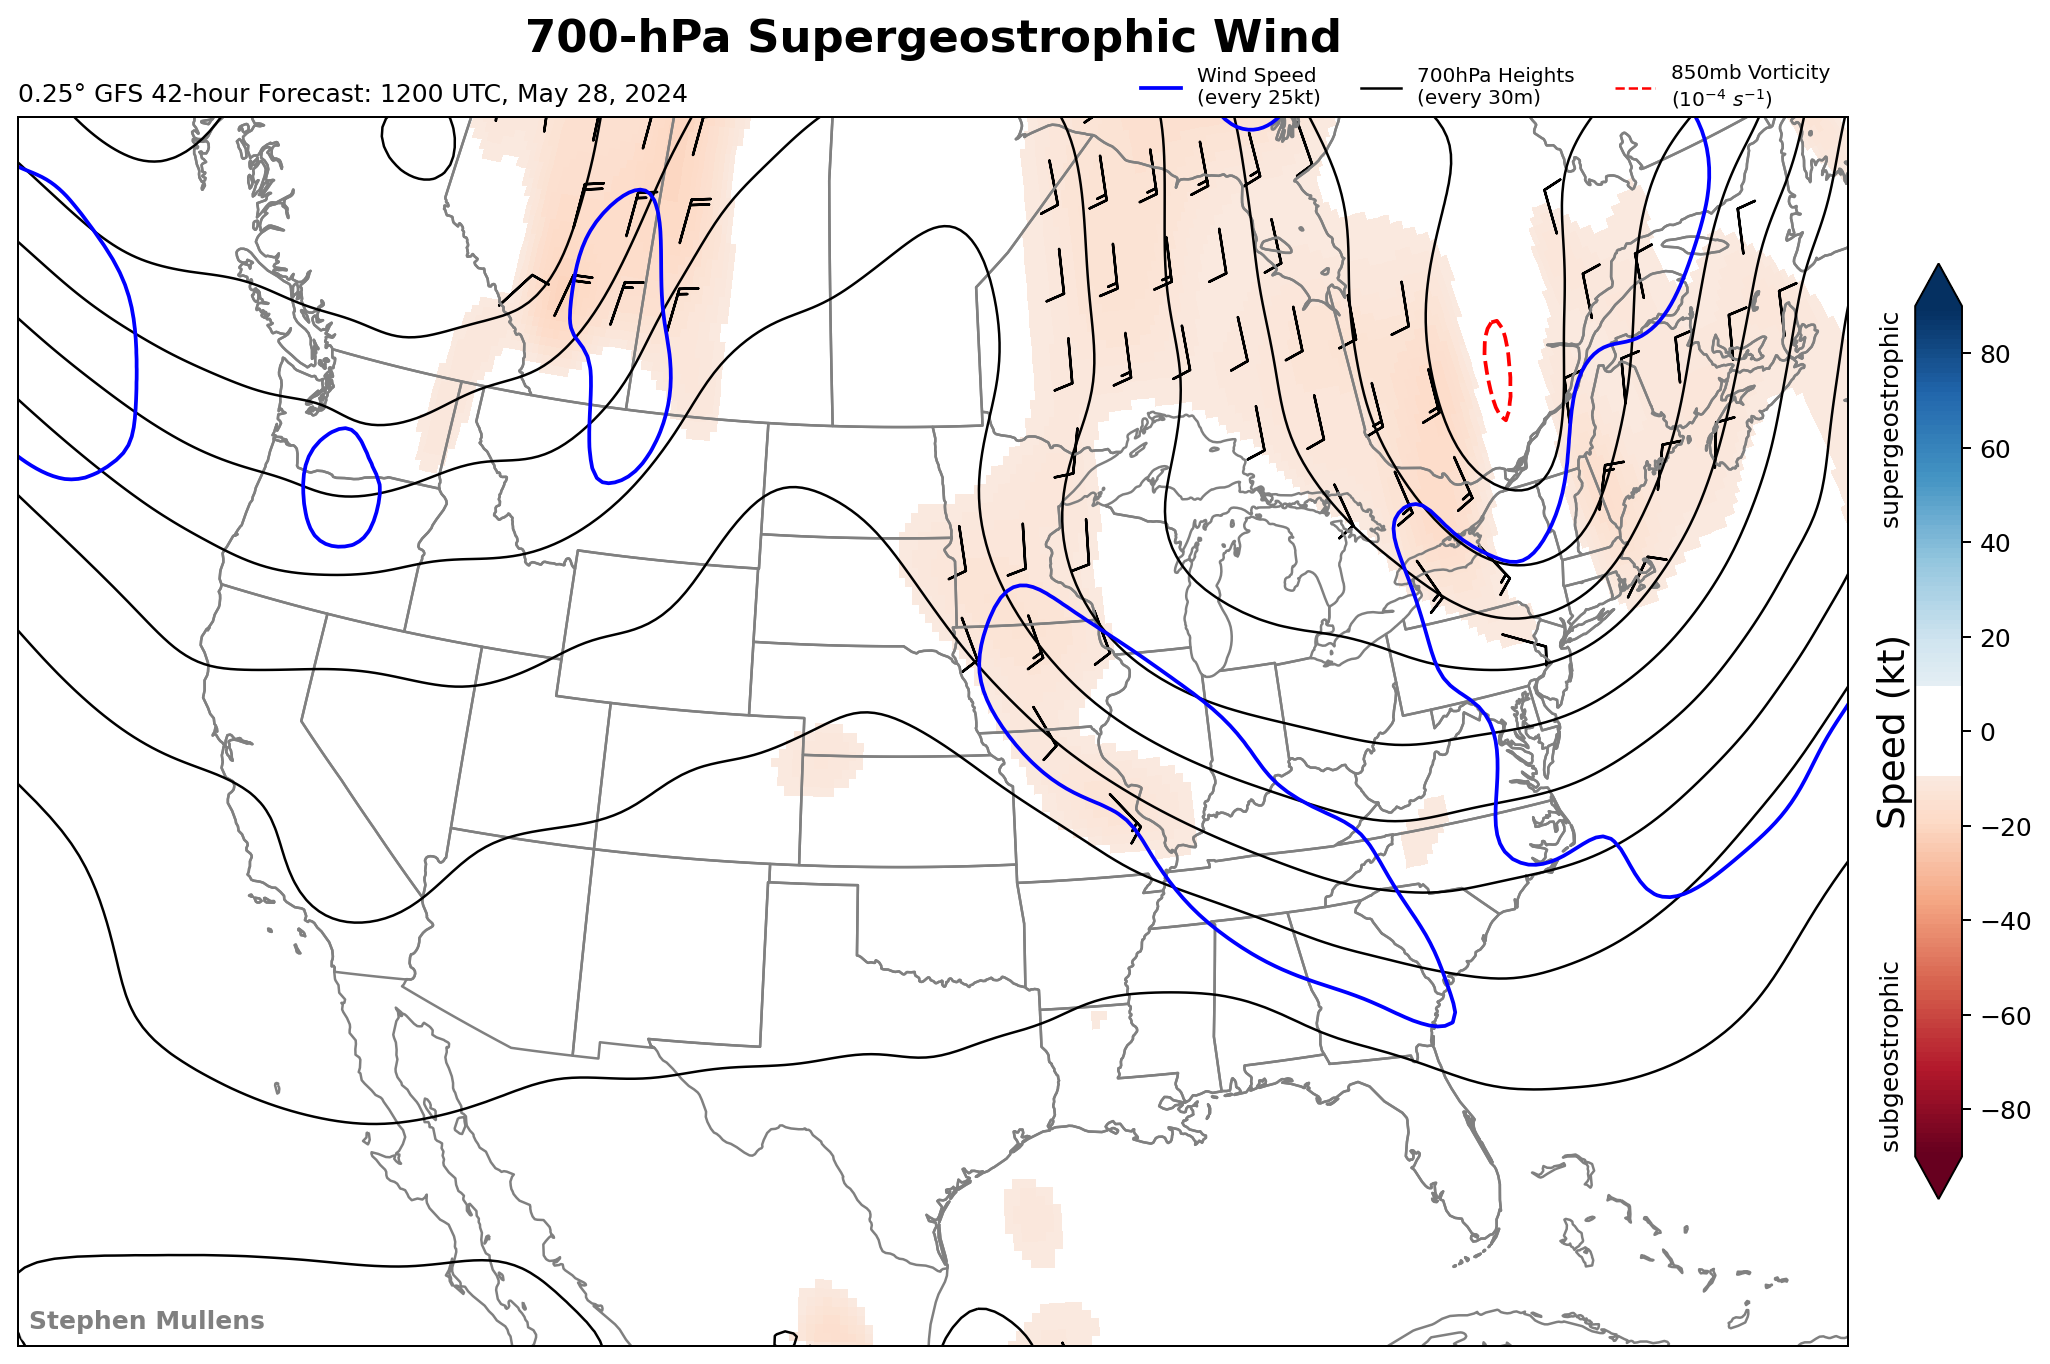 700-hPa Supergeostrophic Wind
0.25° GFS 42-hour Forecast: 1200 UTC, May 28, 2024
Wind Speed
(every 25kt)
700hPa Heights
(every 30m)
850mb Vorticity
(10⁻⁴ s⁻¹)
supergeostrophic
Speed (kt)
subgeostrophic
80
60
40
20
0
−20
−40
−60
−80
Stephen Mullens